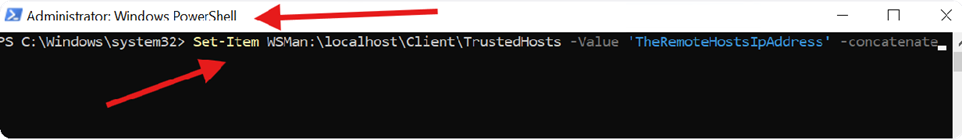 Administrator: Windows PowerShell
PS C:\Windows\system32> Set-Item WSMan:\localhost\Client\TrustedHosts -Value 'TheRemoteHostsIpAddress' -concatenate